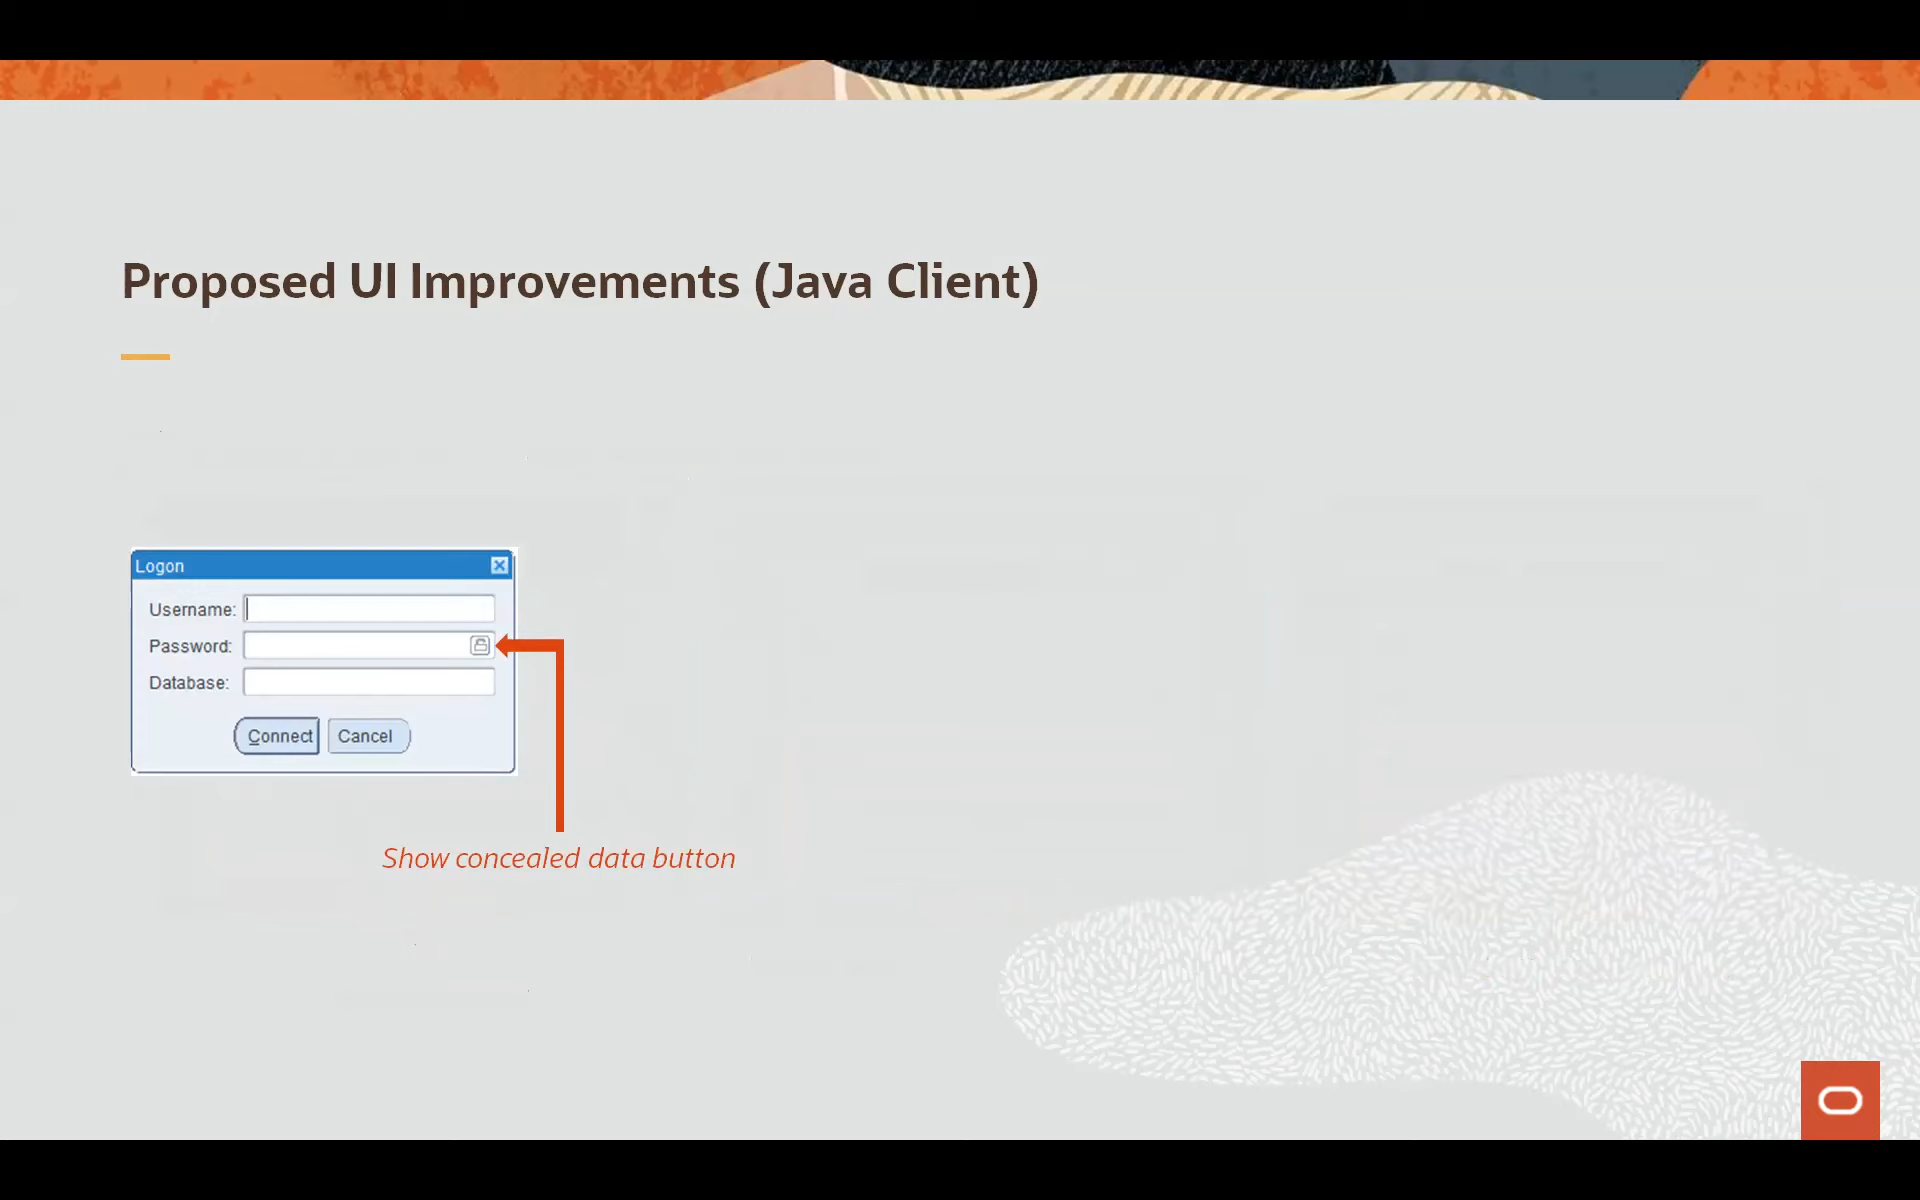 Proposed UI Improvements (Java Client)
Logon
Username:
Password:
Database:
Connect Cancel
Show concealed data button